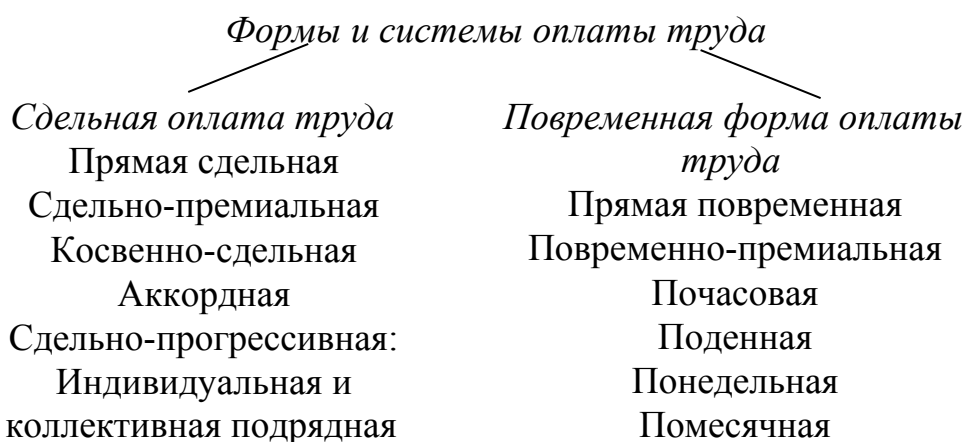 Формы и системы оплаты труда
Сдельная оплата труда
Прямая сдельная
Сдельно-премиальная
Косвенно-сдельная
Аккордная
Сдельно-прогрессивная:
Индивидуальная и
коллективная подрядная
Повременная форма оплаты
труда
Прямая повременная
Повременно-премиальная
Почасовая
Поденная
Понедельная
Помесячная